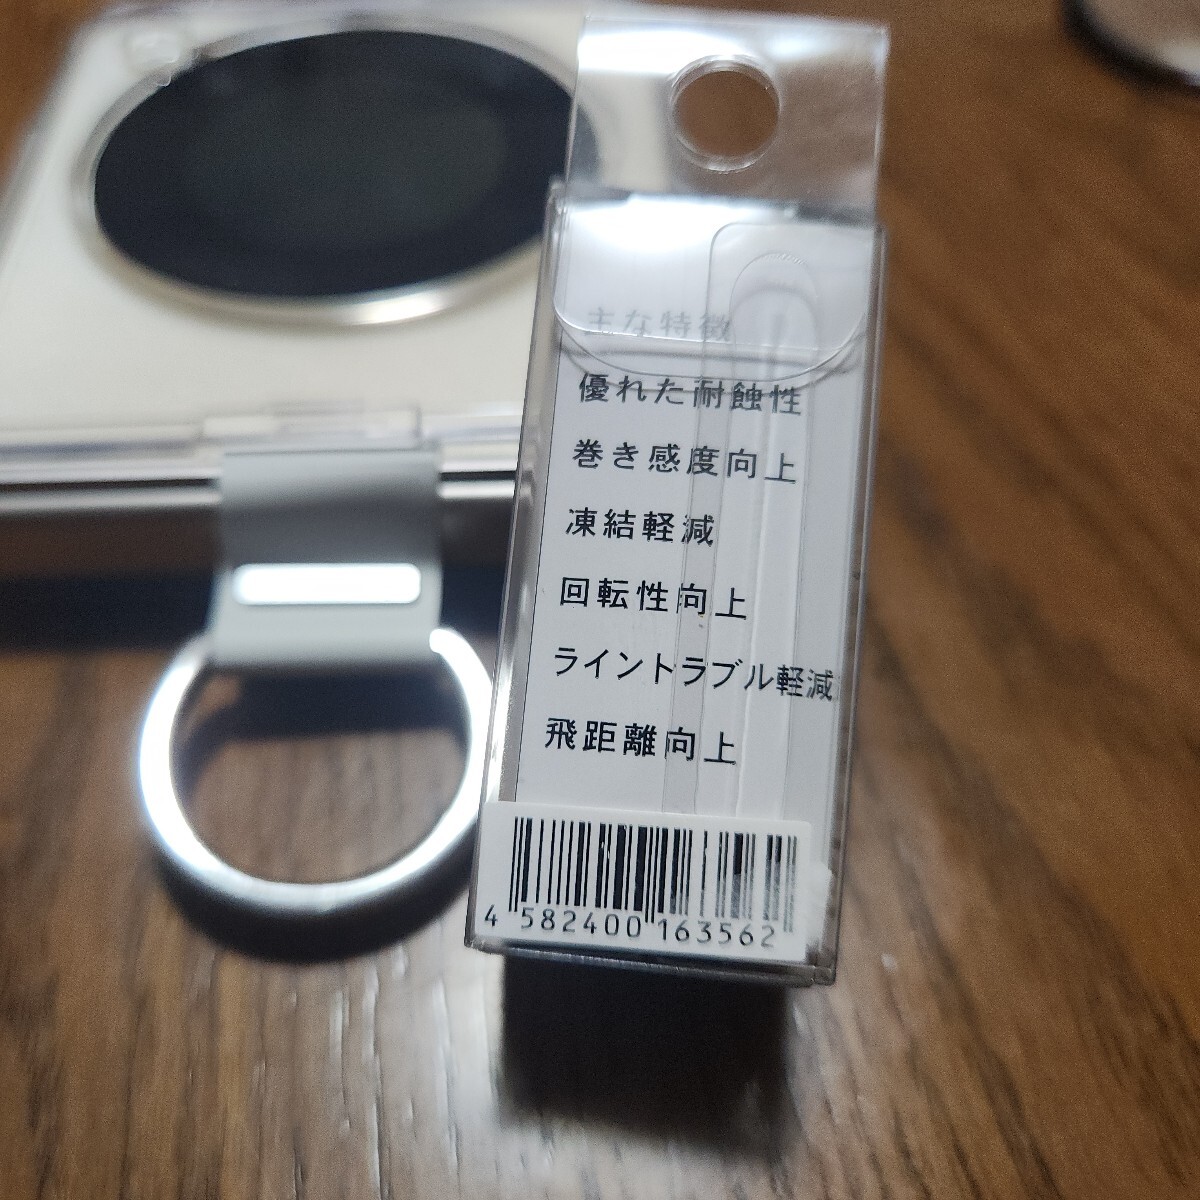 主な特徴
優れた耐蝕性
巻き感度向上
凍結軽減
回転性向上
ライントラブル軽減
飛距離向上
4 582400 163562